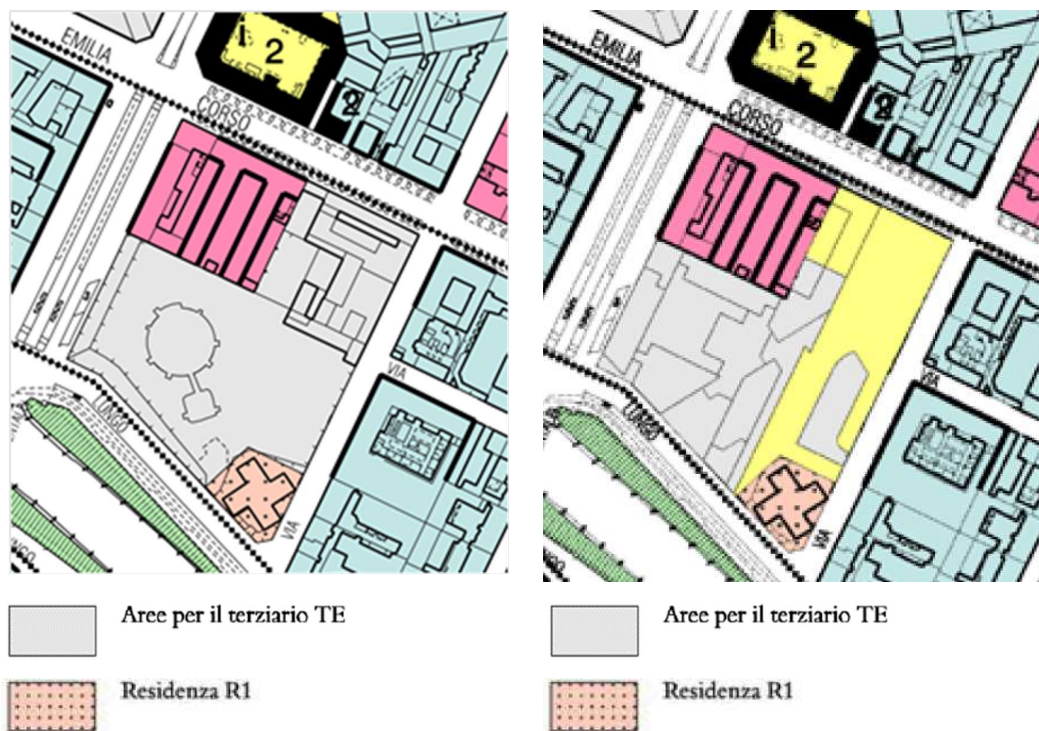 EMILIA
CORSO
2
2
VIA
LUNGO
VIA
EMILIA
CORSO
2
2
VIA
LUNGO
VIA
Aree per il terziario TE
Aree per il terziario TE
Residenza R1
Residenza R1